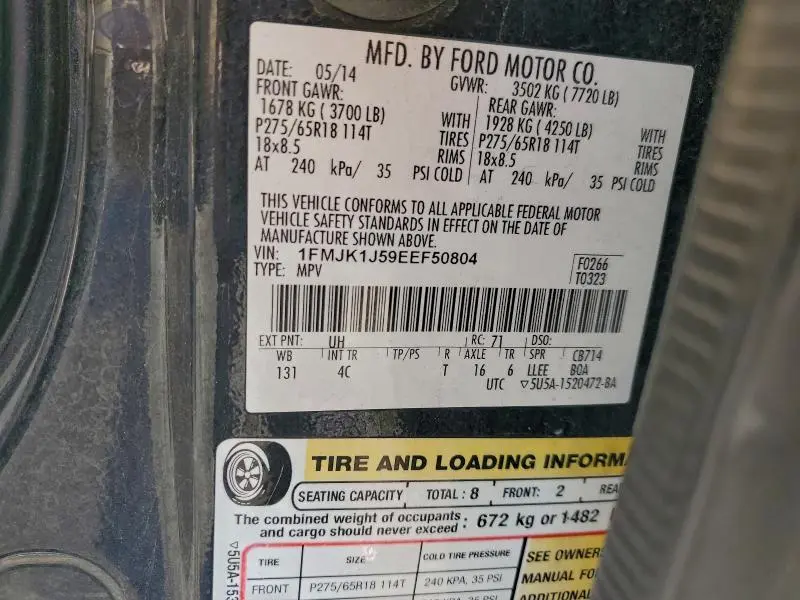 MFD. BY FORD MOTOR CO.
DATE: 05/14 GVWR: 3502 KG ( 7720 LB)
FRONT GAWR: REAR GAWR:
1678 KG ( 3700 LB) WITH 1928 KG ( 4250 LB) WITH
P275/65R18 114T TIRES P275/65R18 114T TIRES
18x8.5 RIMS 18x8.5 RIMS
AT 240 kPa/ 35 PSI COLD AT 240 kPa/ 35 PSI COLD
THIS VEHICLE CONFORMS TO ALL APPLICABLE FEDERAL MOTOR
VEHICLE SAFETY STANDARDS IN EFFECT ON THE DATE OF
MANUFACTURE SHOWN ABOVE.
VIN: 1FMJK1J59EEF50804
TYPE: MPV
F0266
T0323
EXT PNT: UH RC: 71 DSO:
WB INT TR TP/PS R AXLE TR SPR CB714
131 4C T 16 6 LLEE BOA
UTC ▽5U5A-1520472-BA
TIRE AND LOADING INFORM
SEATING CAPACITY TOTAL : 8 FRONT: 2 REA
The combined weight of occupants
and cargo should never exceed : 672 kg or 1482
TIRE SIZE COLD TIRE PRESSURE
FRONT P275/65R18 114T 240 KPA, 35 PSI
SEE OWNER
MANUAL FO
ADDITIONAL
▽5U5A-153